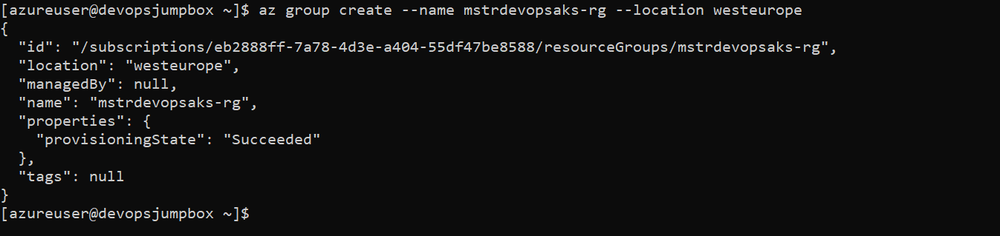 [azureuser@devopsjumpbox ~]$ az group create --name mstrdevopsaks-rg --location westeurope
{
  "id": "/subscriptions/eb2888ff-7a78-4d3e-a404-55df47be8588/resourceGroups/mstrdevopsaks-rg",
  "location": "westeurope",
  "managedBy": null,
  "name": "mstrdevopsaks-rg",
  "properties": {
    "provisioningState": "Succeeded"
  },
  "tags": null
}
[azureuser@devopsjumpbox ~]$